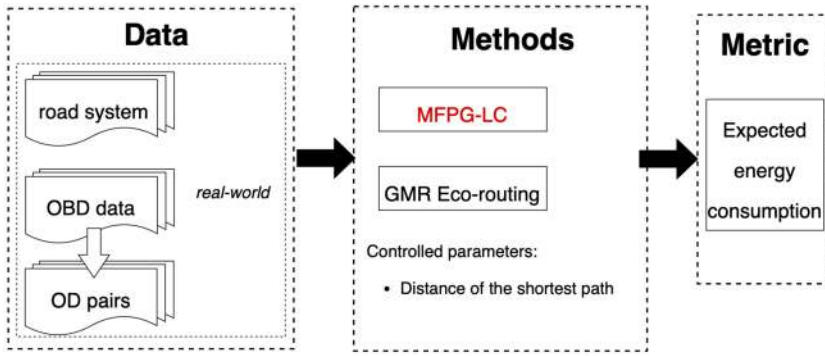 Data
road system
OBD data
real-world
OD pairs
Methods
MFPG-LC
GMR Eco-routing
Controlled parameters:
• Distance of the shortest path
Metric
Expected
energy
consumption